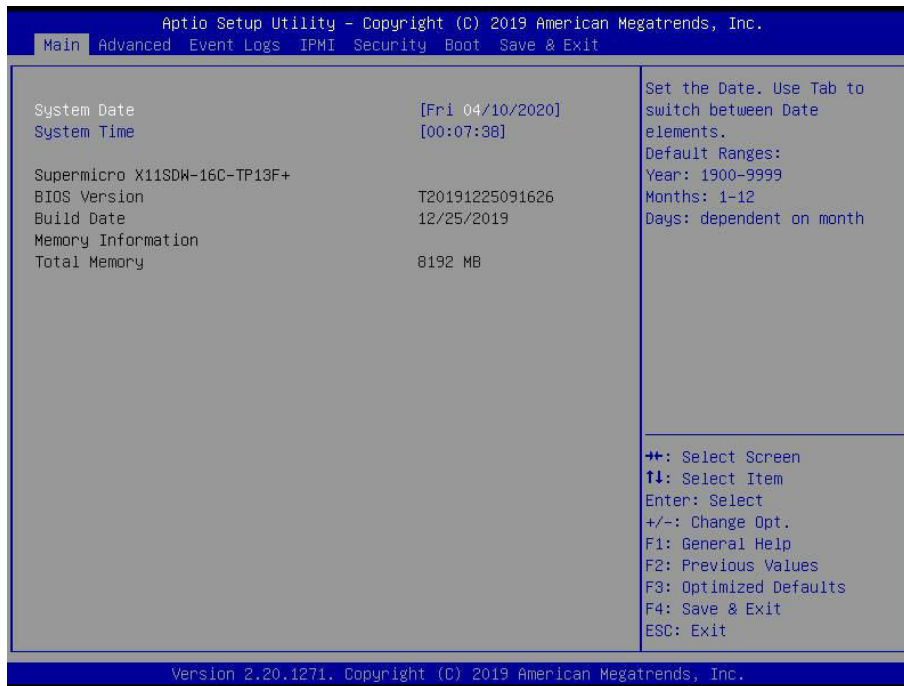 Aptio Setup Utility – Copyright (C) 2019 American Megatrends, Inc.
Main Advanced Event Logs IPMI Security Boot Save & Exit
System Date [Fri 04/10/2020]
System Time [00:07:38]
Supermicro X11SDW-16C-TP13F+
BIOS Version T20191225091626
Build Date 12/25/2019
Memory Information
Total Memory 8192 MB
Set the Date. Use Tab to
switch between Date
elements.
Default Ranges:
Year: 1900-9999
Months: 1-12
Days: dependent on month
→←: Select Screen
↑↓: Select Item
Enter: Select
+/-: Change Opt.
F1: General Help
F2: Previous Values
F3: Optimized Defaults
F4: Save & Exit
ESC: Exit
Version 2.20.1271. Copyright (C) 2019 American Megatrends, Inc.